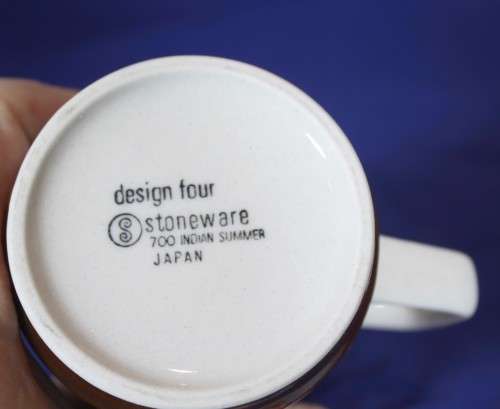 design four
S stoneware
700 INDIAN SUMMER
JAPAN